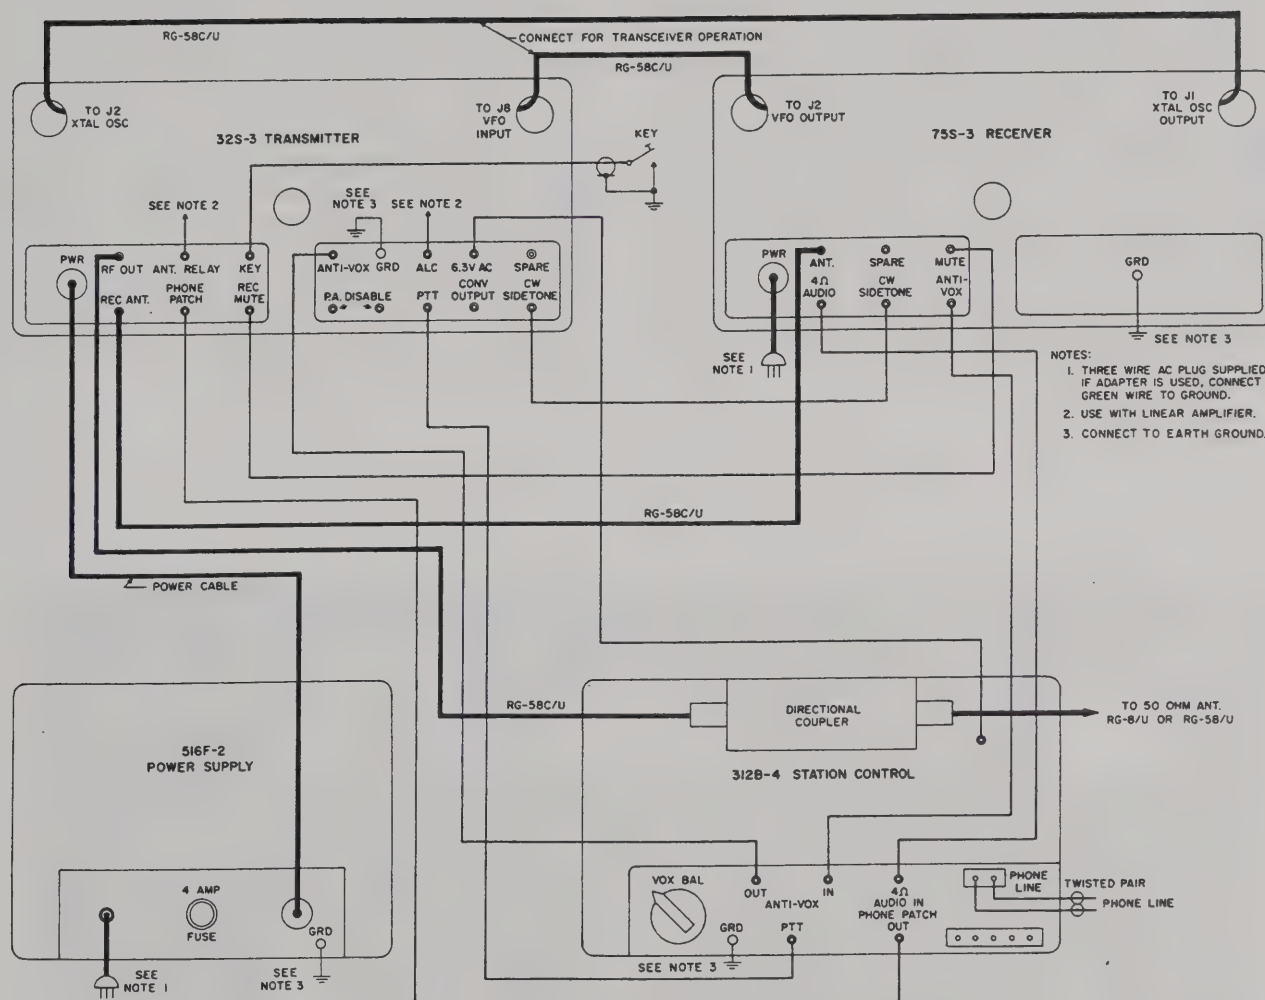 RG-58C/U
CONNECT FOR TRANSCEIVER OPERATION
RG-58C/U
TO J2
XTAL OSC
TO J8
VFO
INPUT
TO J2
VFO OUTPUT
TO J1
XTAL OSC
OUTPUT
32S-3 TRANSMITTER
KEY
75S-3 RECEIVER
SEE NOTE 2
SEE
NOTE 3
SEE NOTE 2
PWR
RF OUT
ANT. RELAY
KEY
REC ANT.
PHONE
PATCH
REC
MUTE
ANTI-VOX
GRD
ALC
6.3V AC
SPARE
P.A. DISABLE
PTT
CONV
OUTPUT
CW
SIDETONE
PWR
ANT.
SPARE
MUTE
4Ω
AUDIO
CW
SIDETONE
ANTI-
VOX
GRD
SEE NOTE 3
SEE
NOTE 1
NOTES:
1. THREE WIRE AC PLUG SUPPLIED
IF ADAPTER IS USED, CONNECT
GREEN WIRE TO GROUND.
2. USE WITH LINEAR AMPLIFIER.
3. CONNECT TO EARTH GROUND.
RG-58C/U
POWER CABLE
RG-58C/U
DIRECTIONAL
COUPLER
TO 50 OHM ANT.
RG-8/U OR RG-58/U
516F-2
POWER SUPPLY
312B-4 STATION CONTROL
4 AMP
FUSE
GRD
SEE
NOTE 1
SEE
NOTE 3
VOX BAL
OUT
IN
ANTI-VOX
4Ω
AUDIO IN
PHONE PATCH
OUT
PHONE
LINE
TWISTED PAIR
PHONE LINE
GRD
PTT
SEE NOTE 3